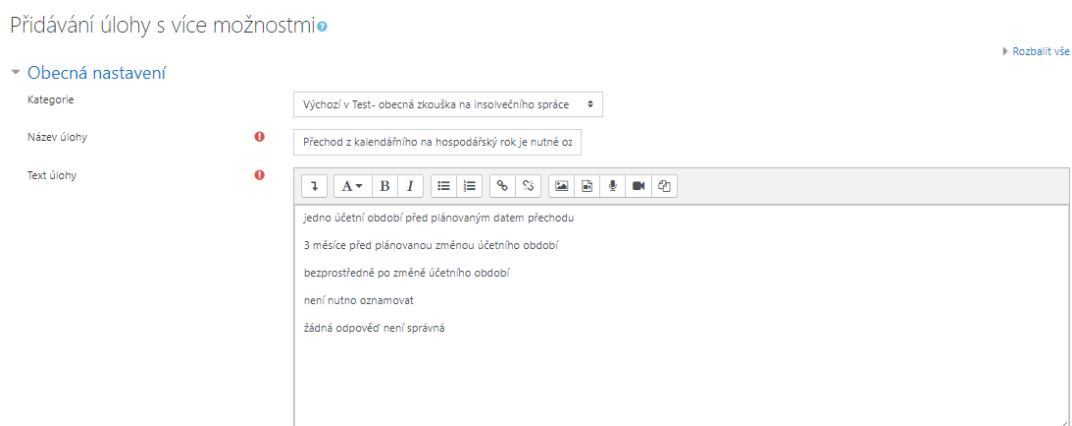 Přidávání úlohy s více možnostmi
Rozbalit vše
Obecná nastavení
Kategorie
Výchozí v Test- obecná zkouška na insolvečního správce
Název úlohy
Přechod z kalendářního na hospodářský rok je nutné oz
Text úlohy
A B I
jedno účetní období před plánovaným datem přechodu
3 měsíce před plánovanou změnou účetního období
bezprostředně po změně účetního období
není nutno oznamovat
žádná odpověď není správná